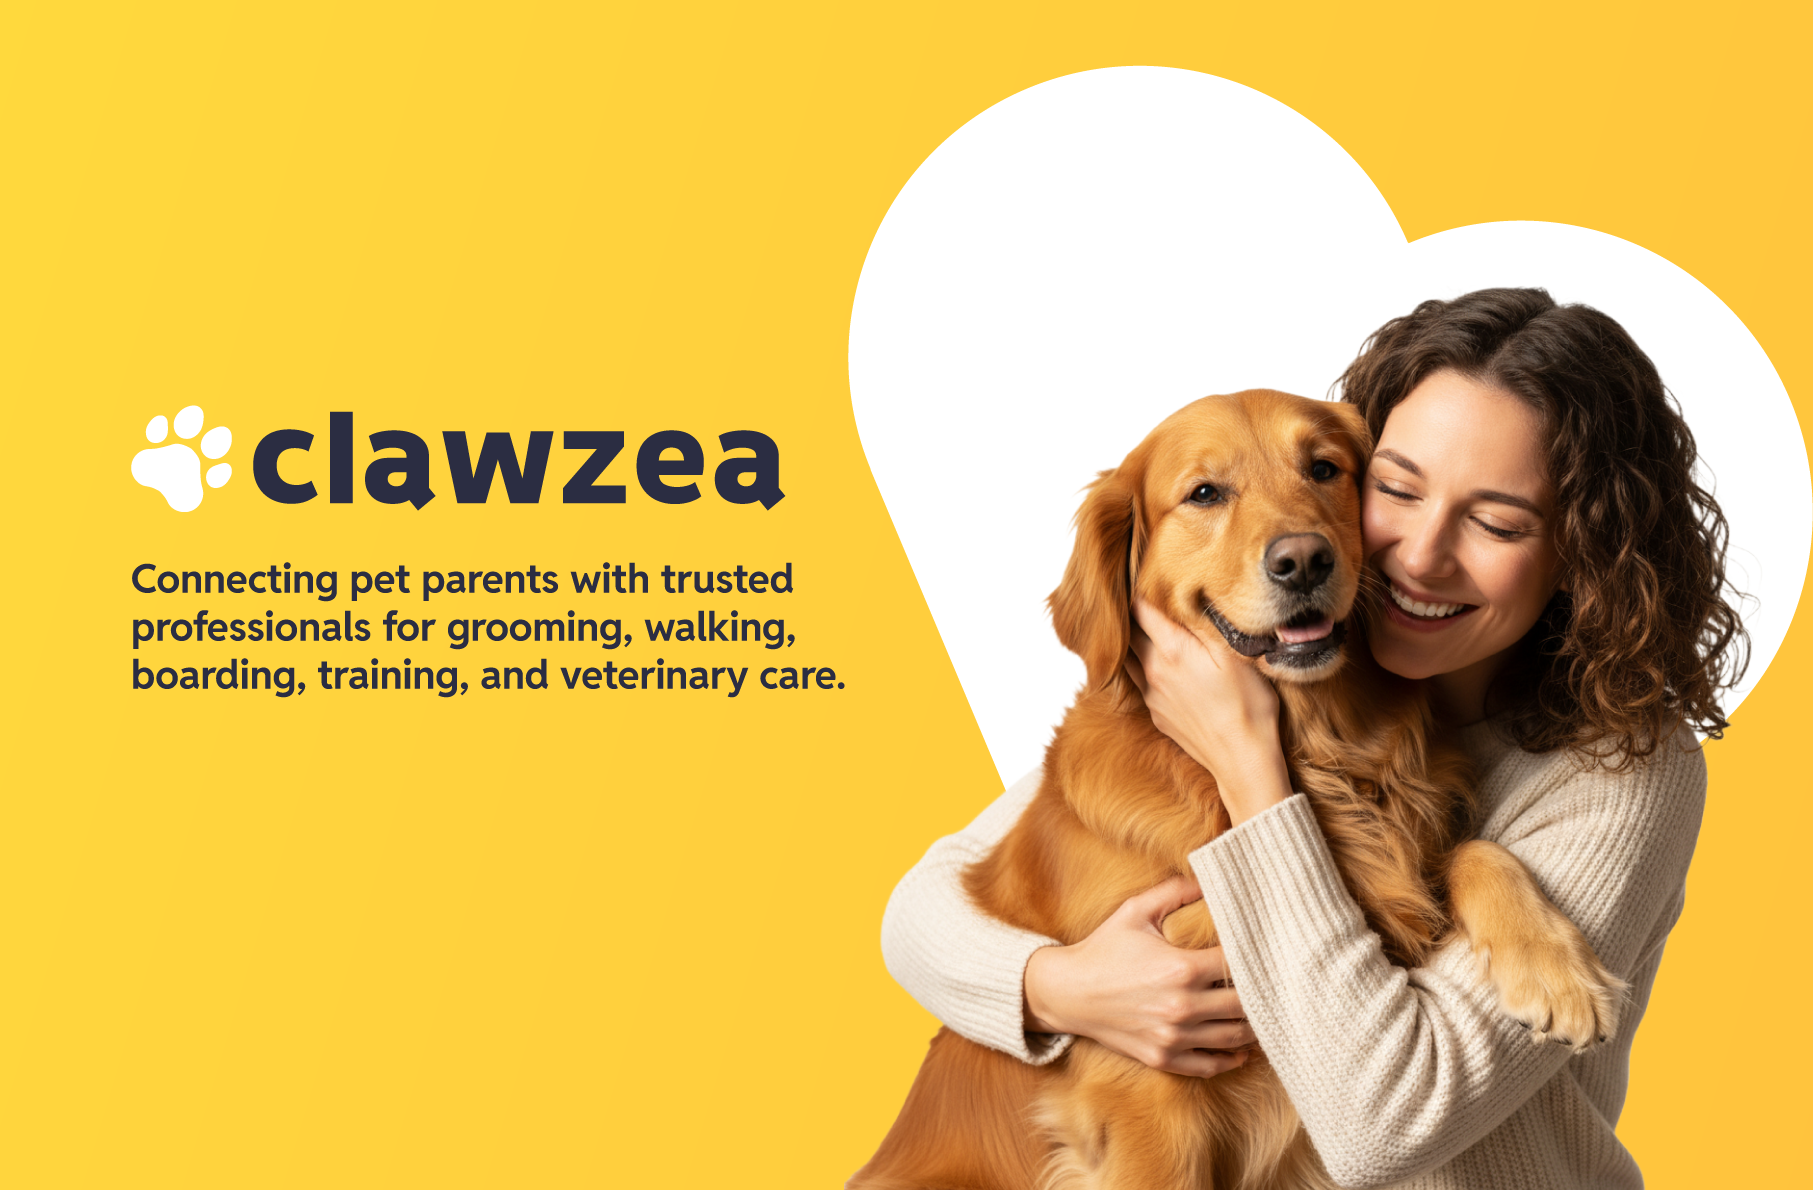 clawzea
Connecting pet parents with trusted
professionals for grooming, walking,
boarding, training, and veterinary care.